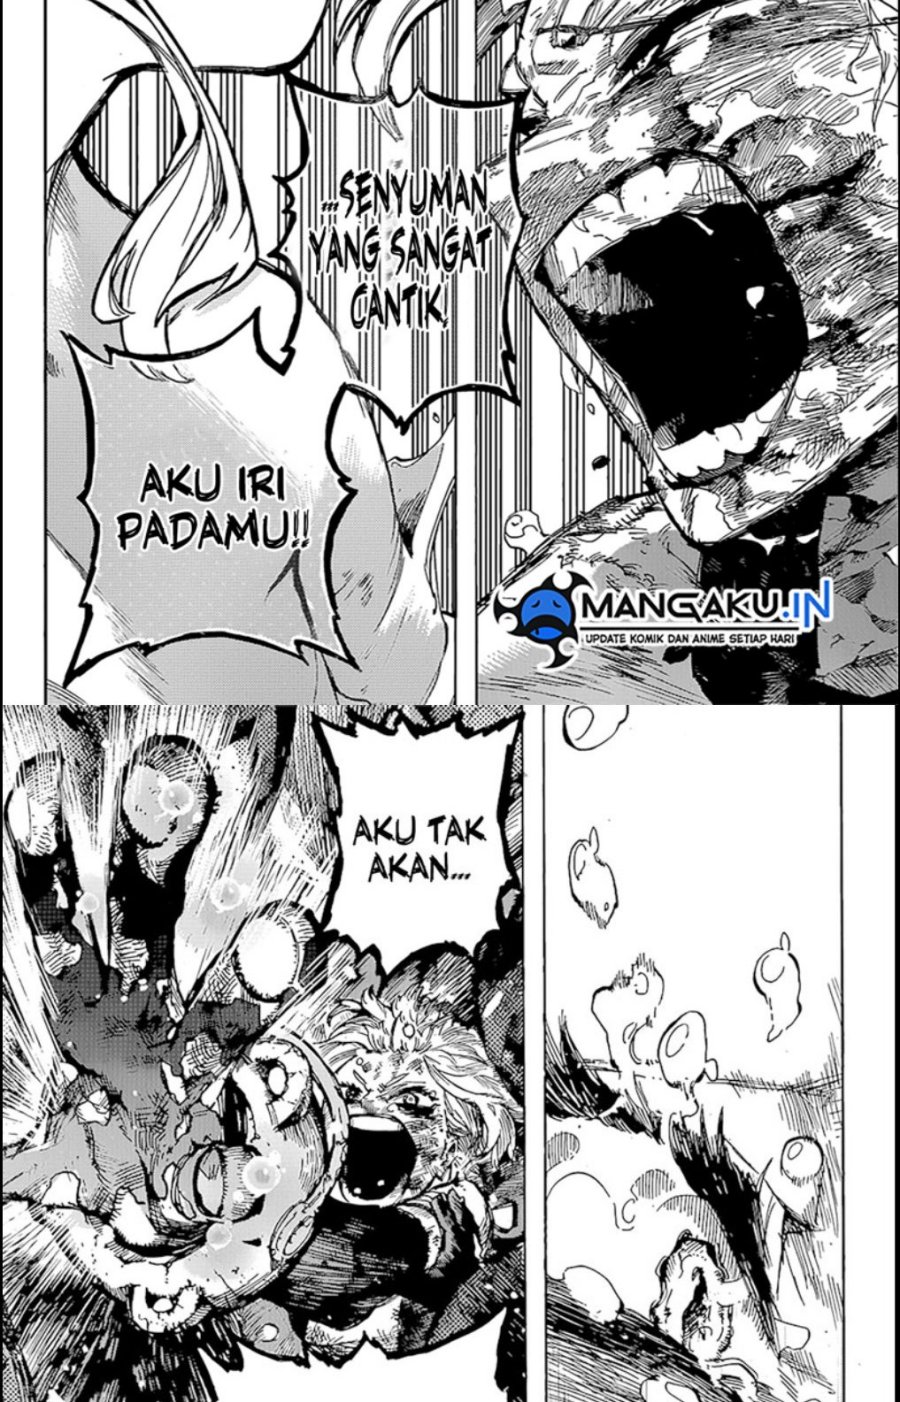 ...SENYUMAN
YANG SANGAT
CANTIK.
AKU IRI
PADAMU!!
MANGAKU.IN
UPDATE KOMIK DAN ANIME SETIAP HARI
AKU TAK
AKAN...